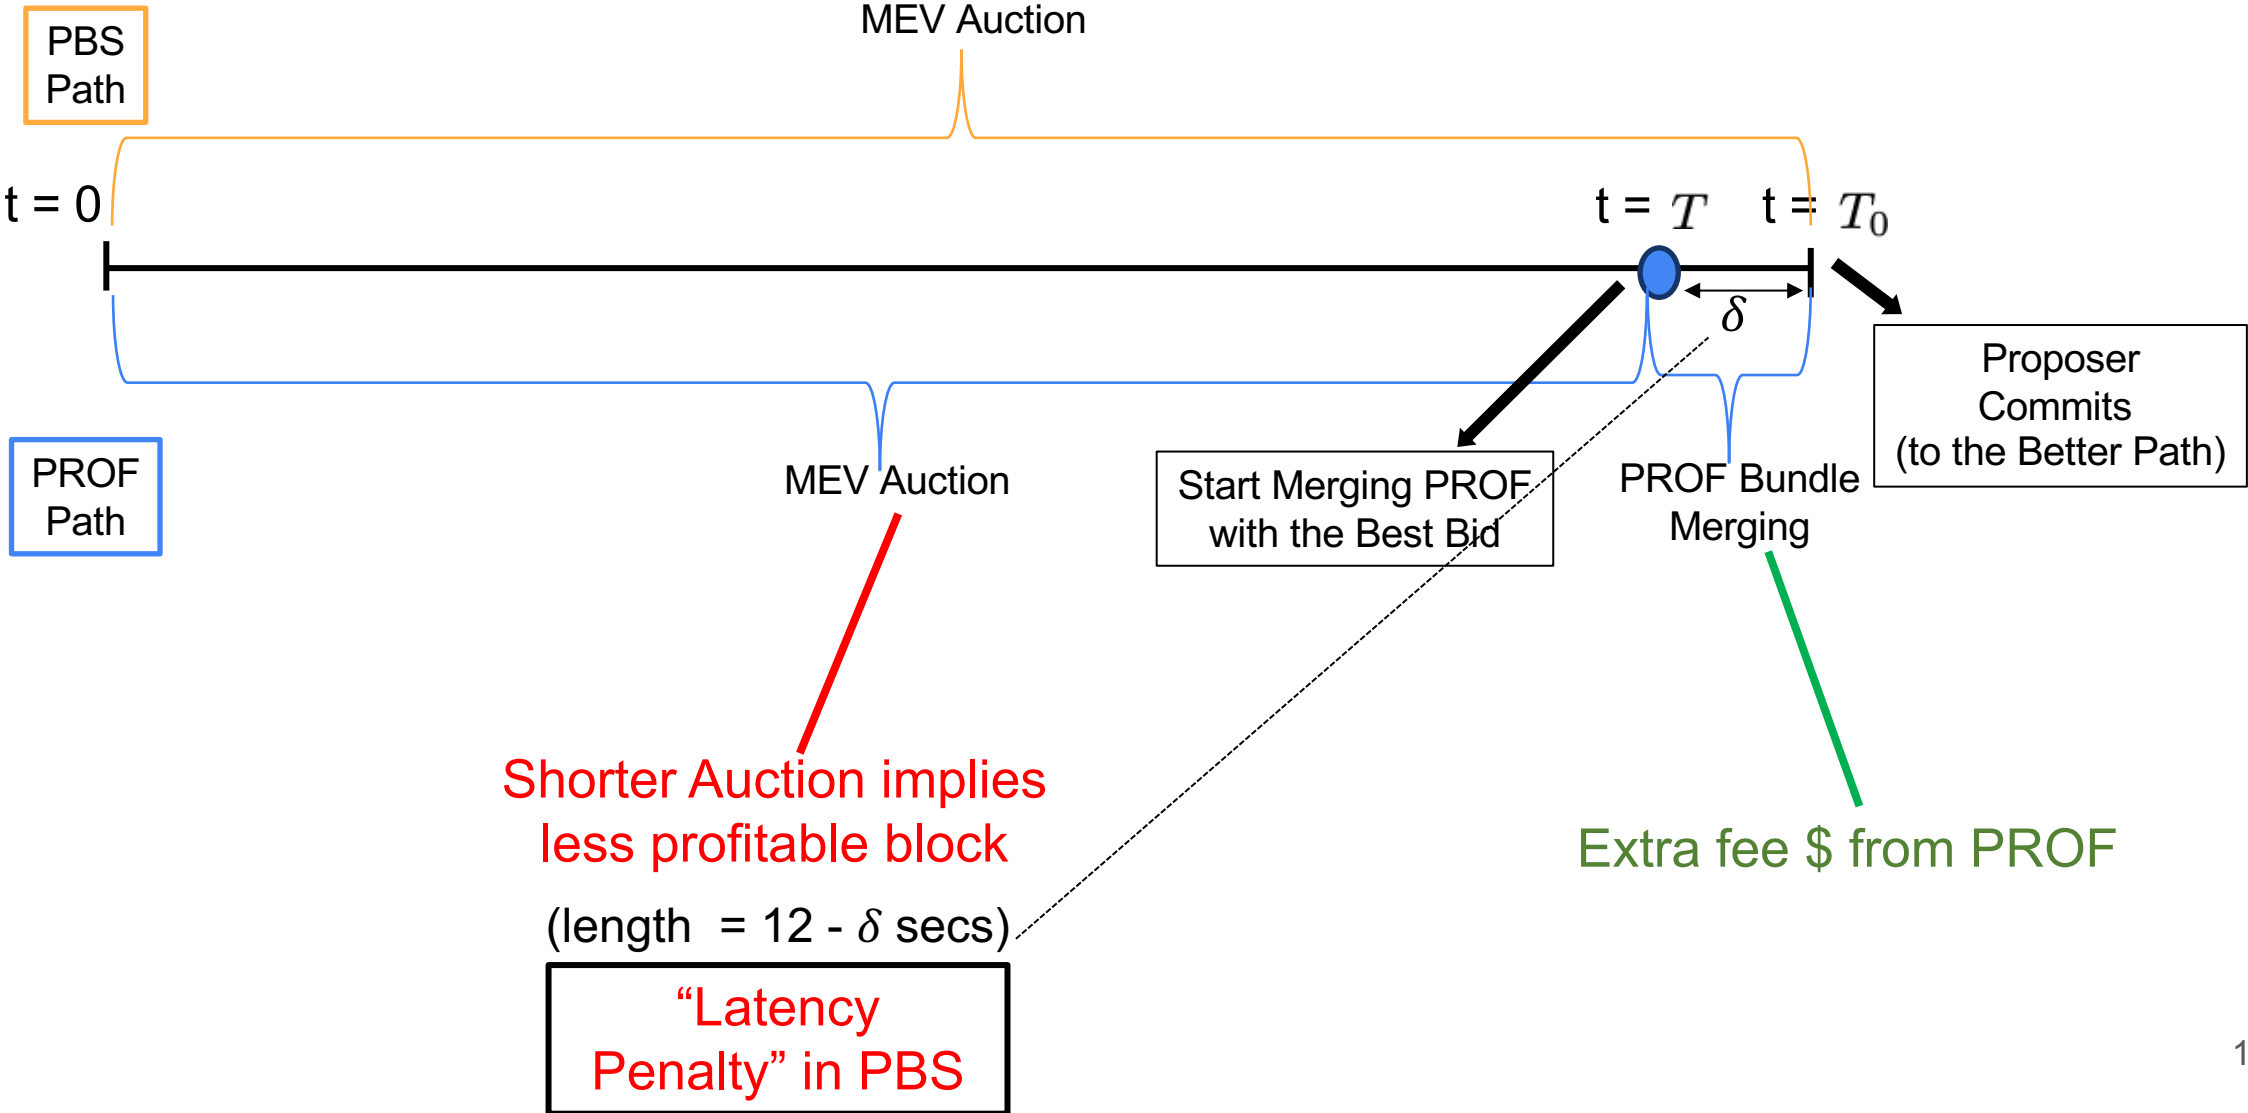 MEV Auction
PBS
Path
t = 0
t = T
t = T₀
δ
Proposer
Commits
(to the Better Path)
PROF
Path
MEV Auction
Start Merging PROF
with the Best Bid
PROF Bundle
Merging
Shorter Auction implies
less profitable block
Extra fee $ from PROF
(length  = 12 - δ secs)
“Latency
Penalty” in PBS
1